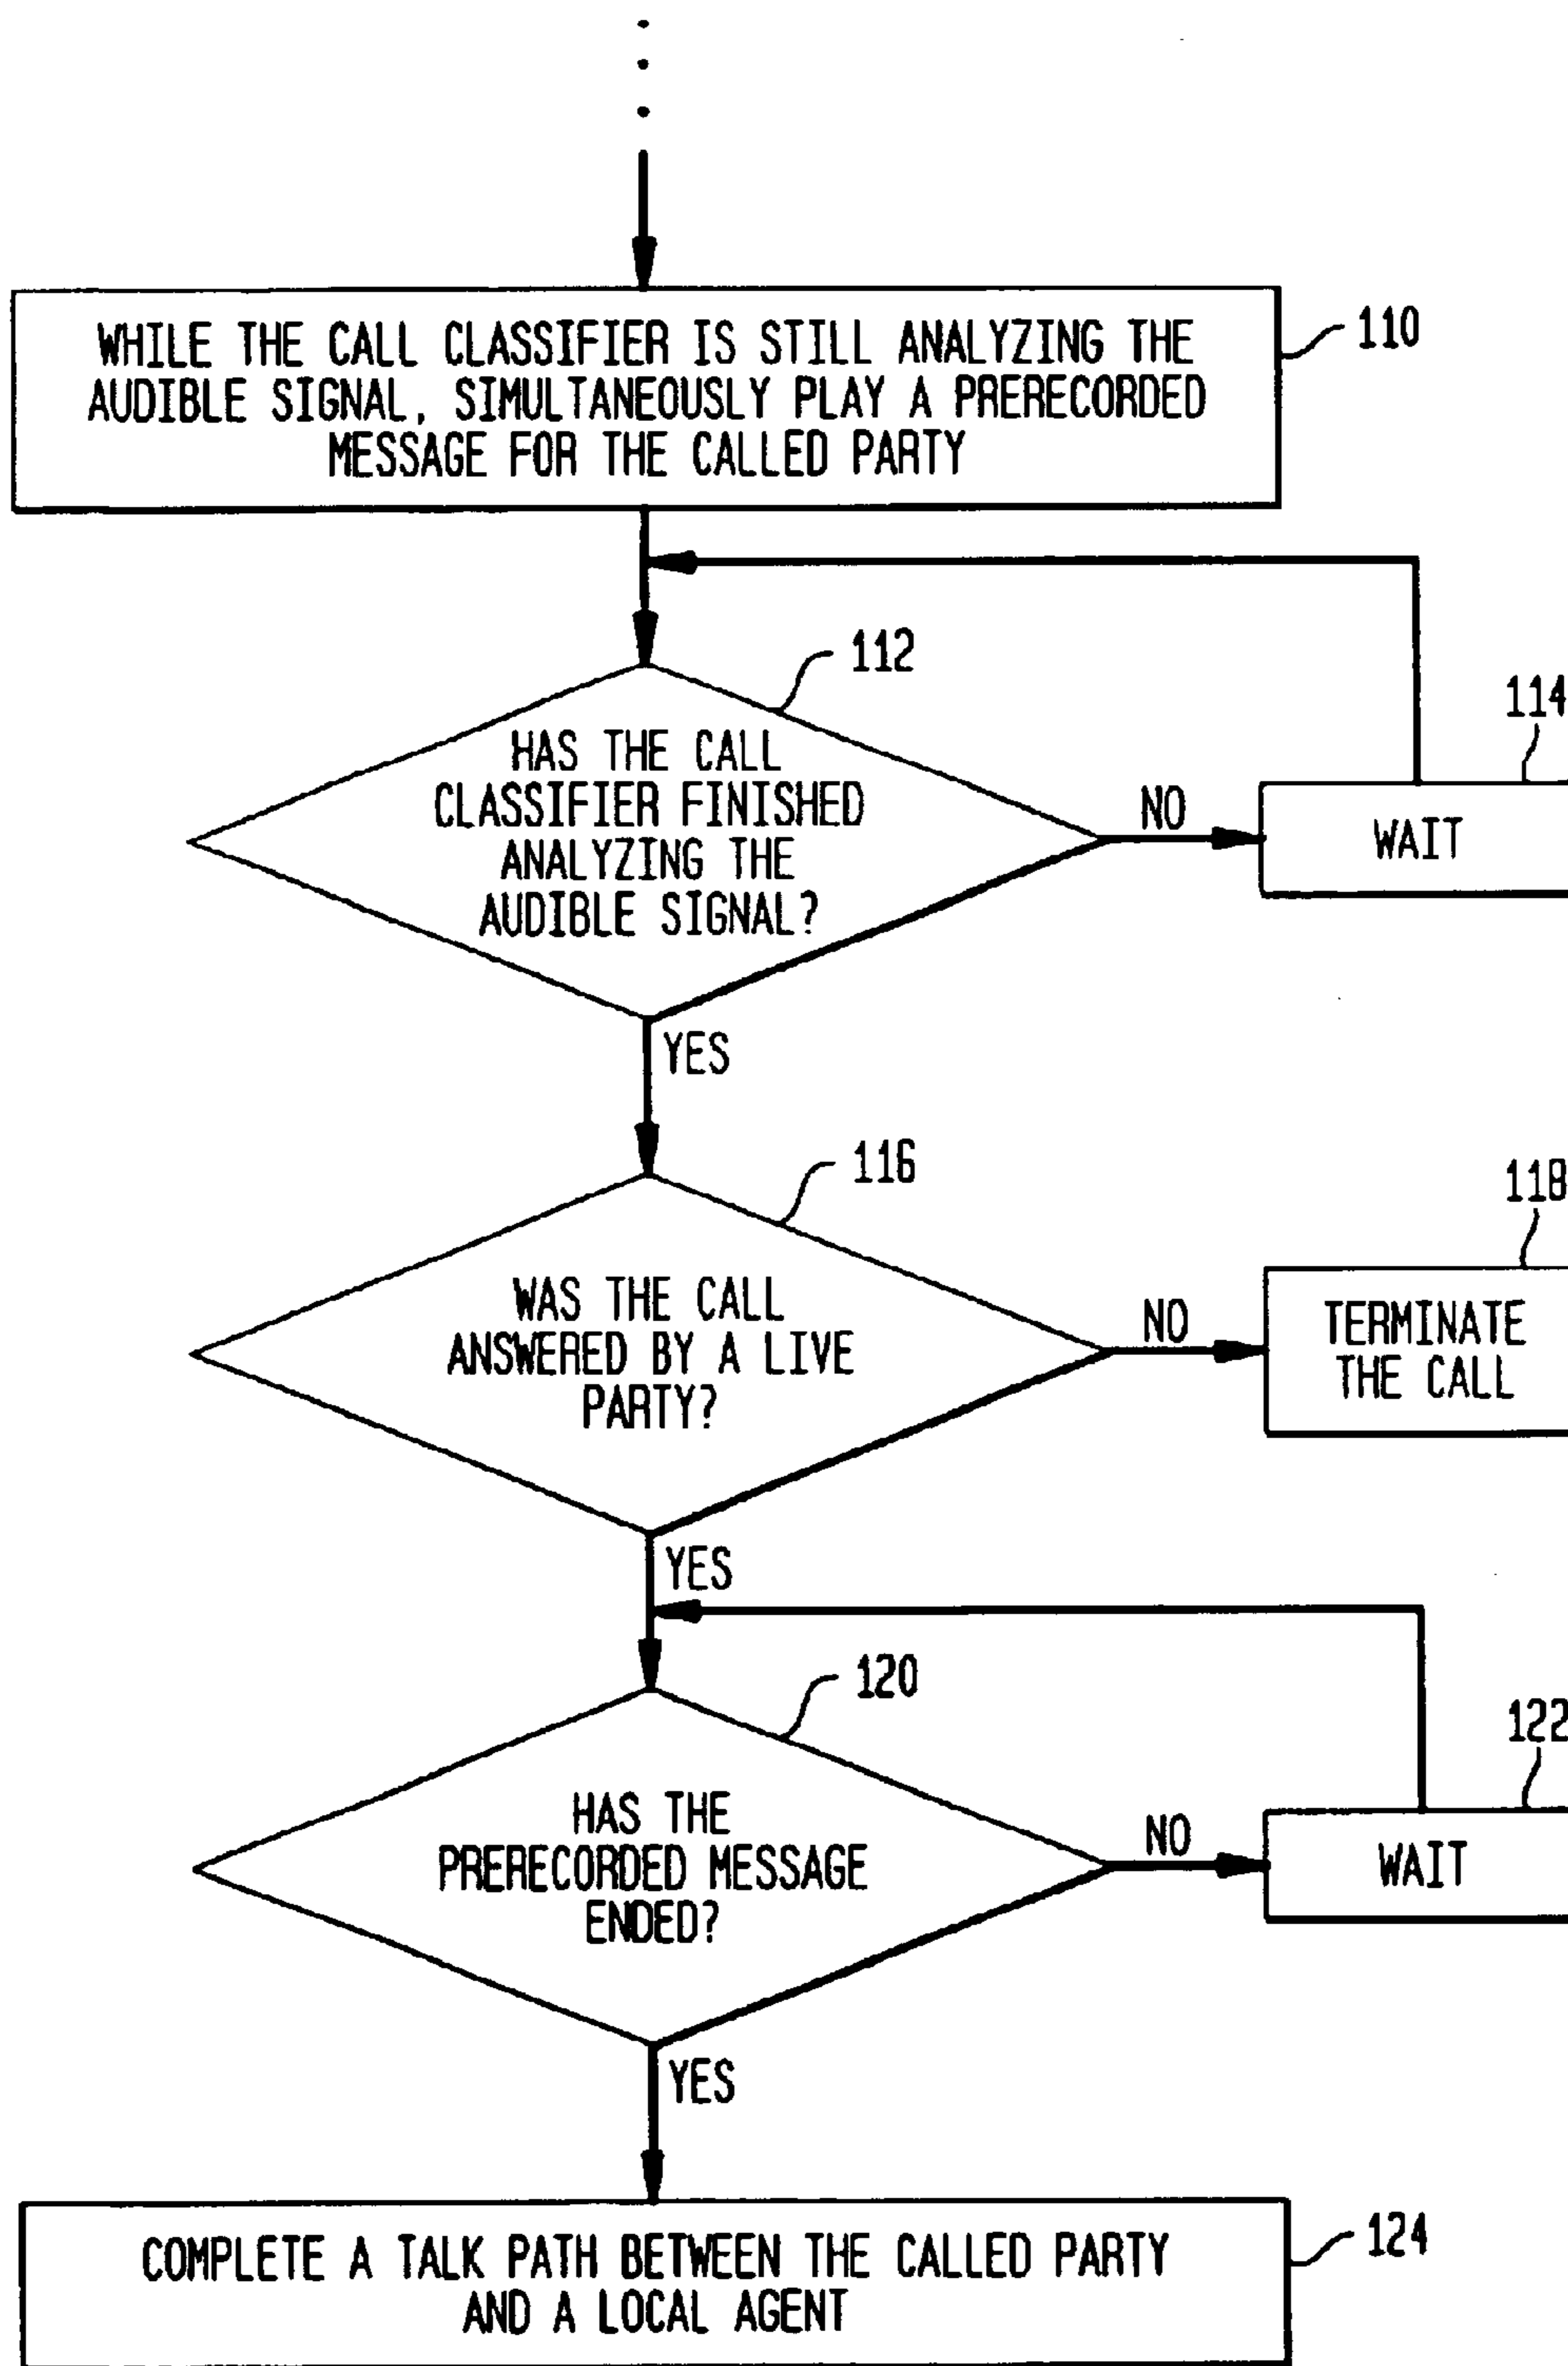 WHILE THE CALL CLASSIFIER IS STILL ANALYZING THE
AUDIBLE SIGNAL, SIMULTANEOUSLY PLAY A PRERECORDED
MESSAGE FOR THE CALLED PARTY
110
112
HAS THE CALL
CLASSIFIER FINISHED
ANALYZING THE
AUDIBLE SIGNAL?
NO
114
WAIT
YES
116
WAS THE CALL
ANSWERED BY A LIVE
PARTY?
NO
118
TERMINATE
THE CALL
YES
120
HAS THE
PRERECORDED MESSAGE
ENDED?
NO
122
WAIT
YES
COMPLETE A TALK PATH BETWEEN THE CALLED PARTY
AND A LOCAL AGENT
124